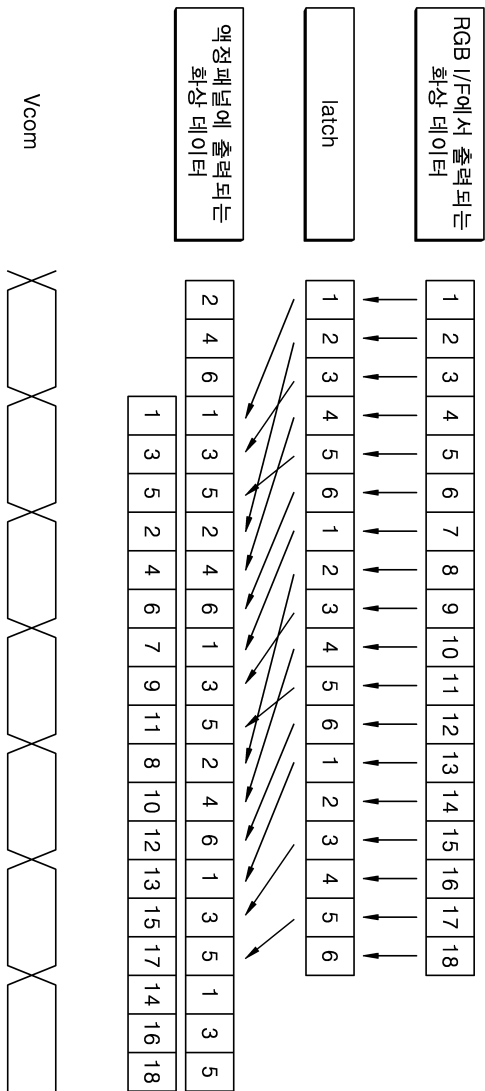 RGB I/F에서 출력되는
화상 데이터
1 2 3 4 5 6 7 8 9 10 11 12 13 14 15 16 17 18
latch
1 2 3 4 5 6 1 2 3 4 5 6 1 2 3 4 5 6
액정패널에 출력되는
화상 데이터
2 4 6 1 3 5 2 4 6 1 3 5 2 4 6 1 3 5 1 3 5
1 3 5 2 4 6 7 9 11 8 10 12 13 15 17 14 16 18
Vcom